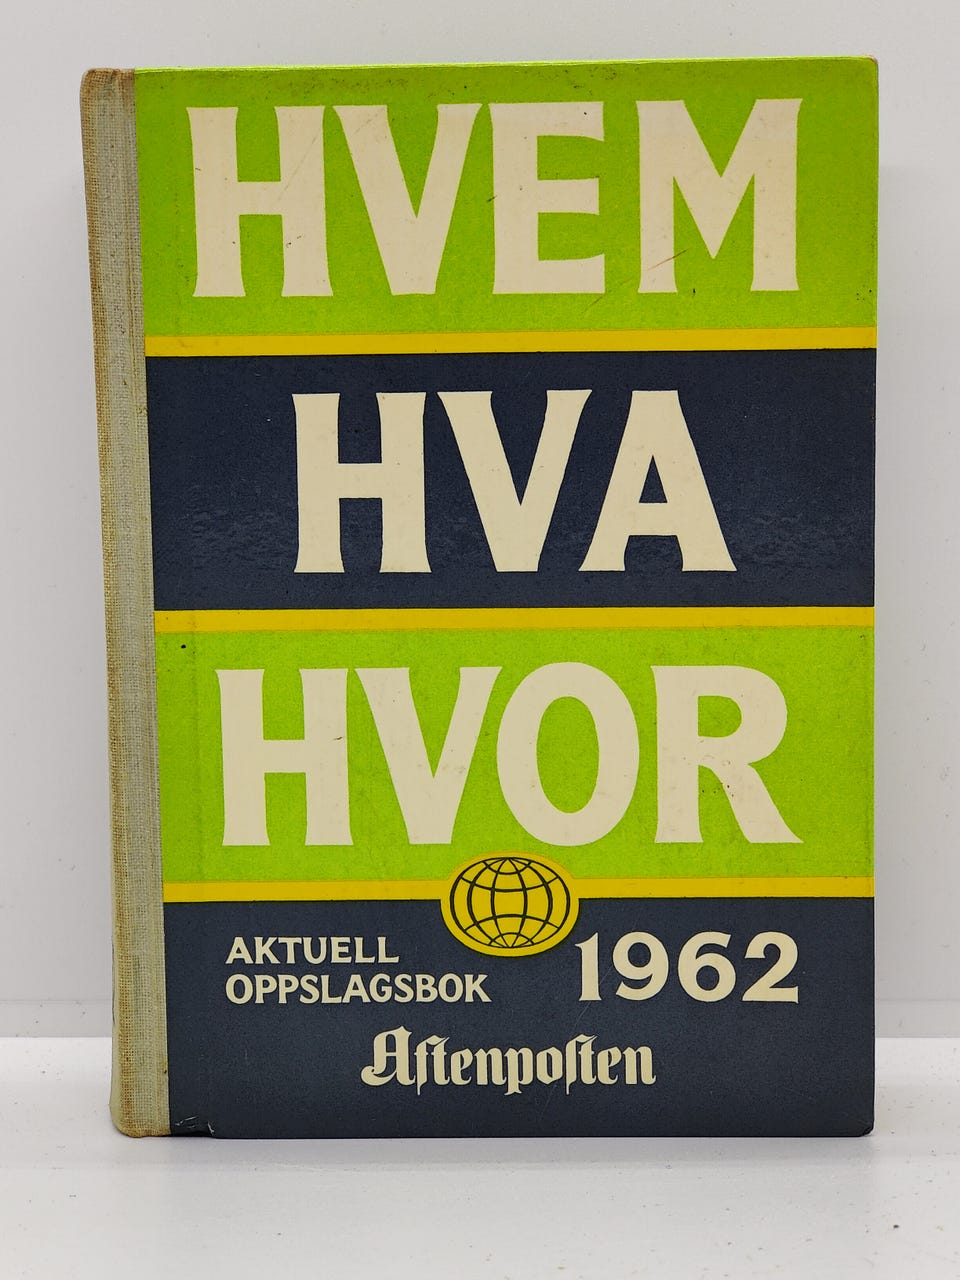 HVEM
HVA
HVOR
AKTUELL
OPPSLAGSBOK
1962
Aftenposten